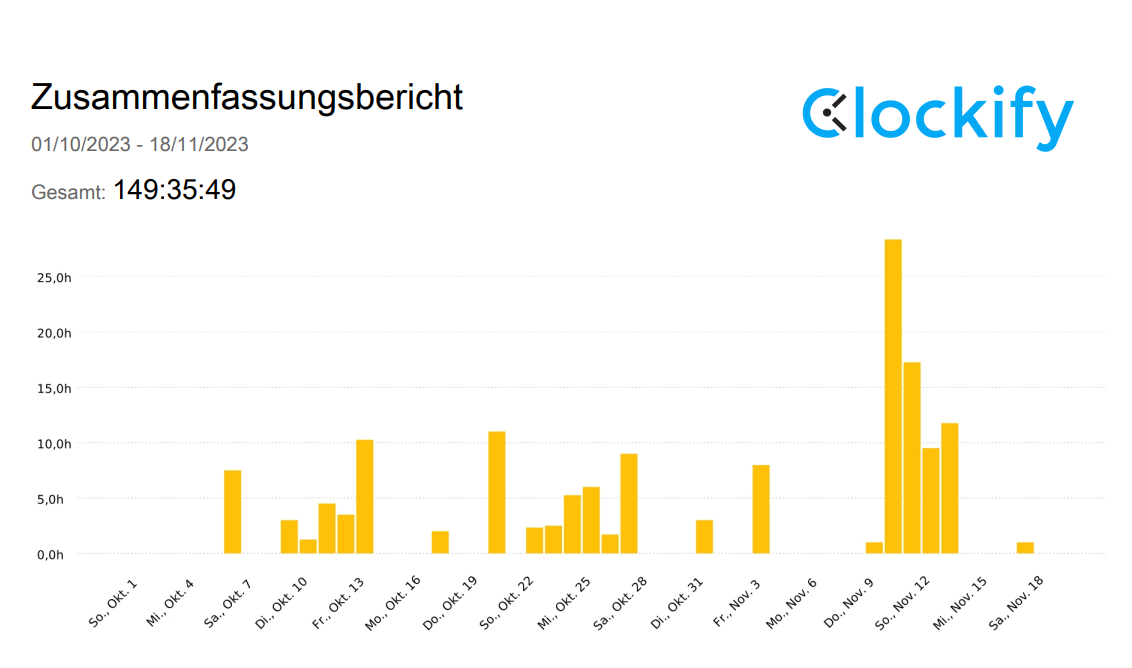 Zusammenfassungsbericht
Clockify
01/10/2023 - 18/11/2023
Gesamt: 149:35:49
25,0h
20,0h
15,0h
10,0h
5,0h
0,0h
So., Okt. 1
Mi., Okt. 4
Sa., Okt. 7
Di., Okt. 10
Fr., Okt. 13
Mo., Okt. 16
Do., Okt. 19
So., Okt. 22
Mi., Okt. 25
Sa., Okt. 28
Di., Okt. 31
Fr., Nov. 3
Mo., Nov. 6
Do., Nov. 9
So., Nov. 12
Mi., Nov. 15
Sa., Nov. 18